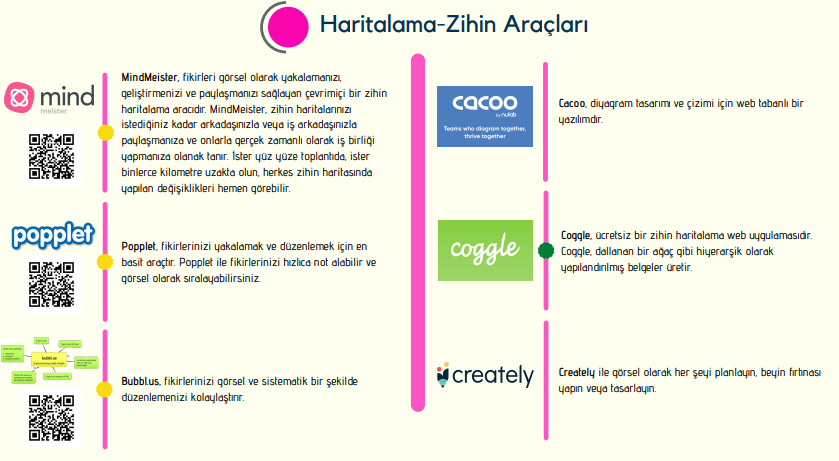 Haritalama-Zihin Araçları
mind
meister
MindMeister, fikirleri görsel olarak yakalamanızı,
geliştirmenizi ve paylaşmanızı sağlayan çevrimiçi bir zihin
haritalama aracıdır. MindMeister, zihin haritalarınızı
istediğiniz kadar arkadaşınızla veya iş arkadaşınızla
paylaşmanıza ve onlarla gerçek zamanlı olarak iş birliği
yapmanıza olanak tanır. İster yüz yüze toplantıda, ister
binlerce kilometre uzakta olun, herkes zihin haritasında
yapılan değişiklikleri hemen görebilir.
popplet
Popplet, fikirlerinizi yakalamak ve düzenlemek için en
basit araçtır. Popplet ile fikirlerinizi hızlıca not alabilir ve
görsel olarak sıralayabilirsiniz.
bubbl.us
Bubbl.us, fikirlerinizi görsel ve sistematik bir şekilde
düzenlemenizi kolaylaştırır.
cacoo
by nulab
Teams who diagram together,
thrive together
Cacoo, diyagram tasarımı ve çizimi için web tabanlı bir
yazılımdır.
coggle
Coggle, ücretsiz bir zihin haritalama web uygulamasıdır.
Coggle, dallanan bir ağaç gibi hiyerarşik olarak
yapılandırılmış belgeler üretir.
creately
Creately ile görsel olarak her şeyi planlayın, beyin fırtınası
yapın veya tasarlayın.